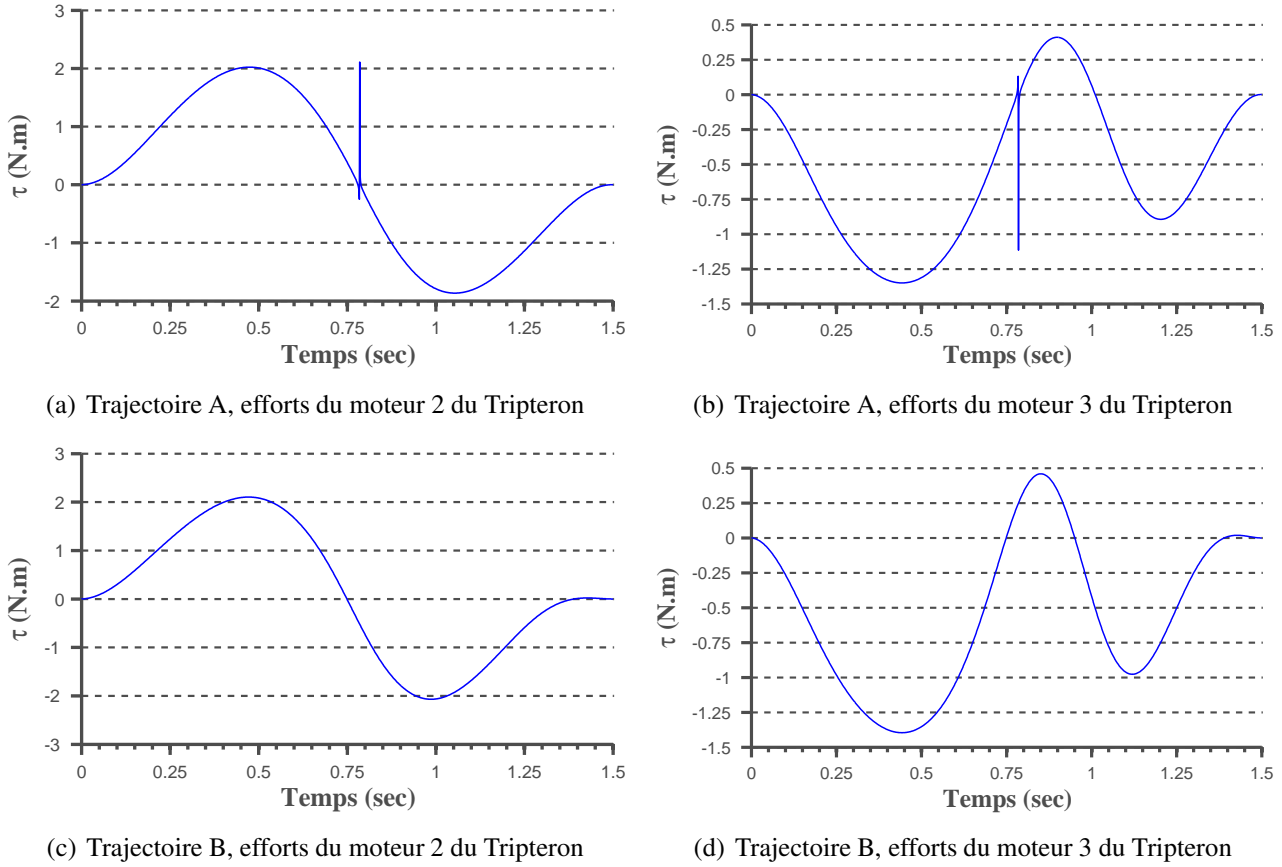 3
2
1
0
-1
-2
0 0.25 0.5 0.75 1 1.25 1.5
τ (N.m)
Temps (sec)
(a) Trajectoire A, efforts du moteur 2 du Tripteron
0.5
0.25
0
-0.25
-0.5
-0.75
-1
-1.25
-1.5
0 0.25 0.5 0.75 1 1.25 1.5
τ (N.m)
Temps (sec)
(b) Trajectoire A, efforts du moteur 3 du Tripteron
3
2
1
0
-1
-2
-3
0 0.25 0.5 0.75 1 1.25 1.5
τ (N.m)
Temps (sec)
(c) Trajectoire B, efforts du moteur 2 du Tripteron
0.5
0.25
0
-0.25
-0.5
-0.75
-1
-1.25
-1.5
0 0.25 0.5 0.75 1 1.25 1.5
τ (N.m)
Temps (sec)
(d) Trajectoire B, efforts du moteur 3 du Tripteron